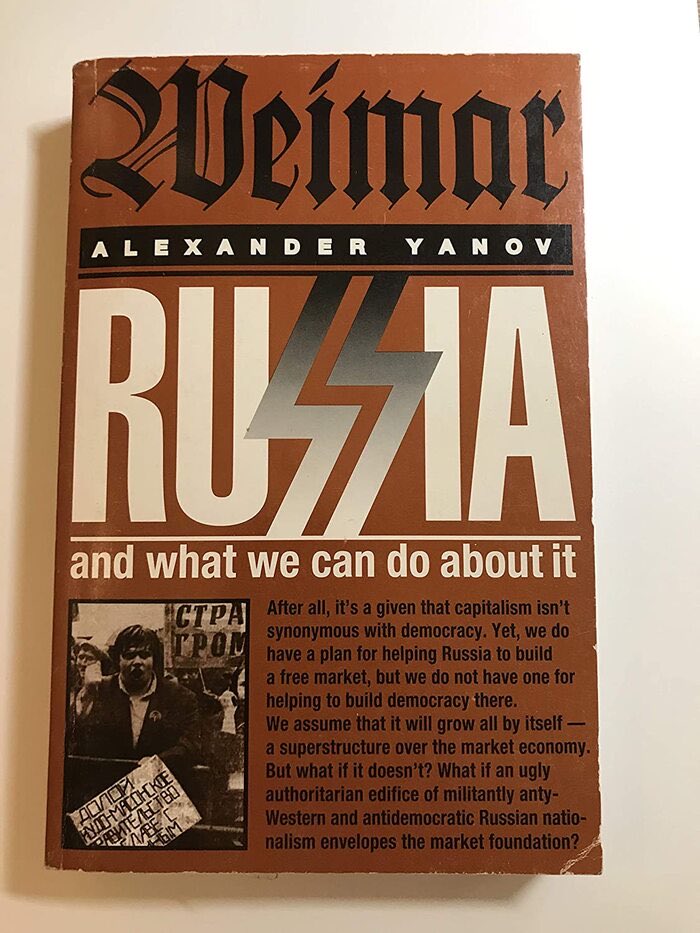 Weimar
ALEXANDER YANOV
RUSSIA
and what we can do about it
СТРА
ГРОМ
ДОЛОЙ
After all, it's a given that capitalism isn't
synonymous with democracy. Yet, we do
have a plan for helping Russia to build
a free market, but we do not have one for
helping to build democracy there.
We assume that it will grow all by itself —
a superstructure over the market economy.
But what if it doesn't? What if an ugly
authoritarian edifice of militantly anty-
Western and antidemocratic Russian natio-
nalism envelopes the market foundation?